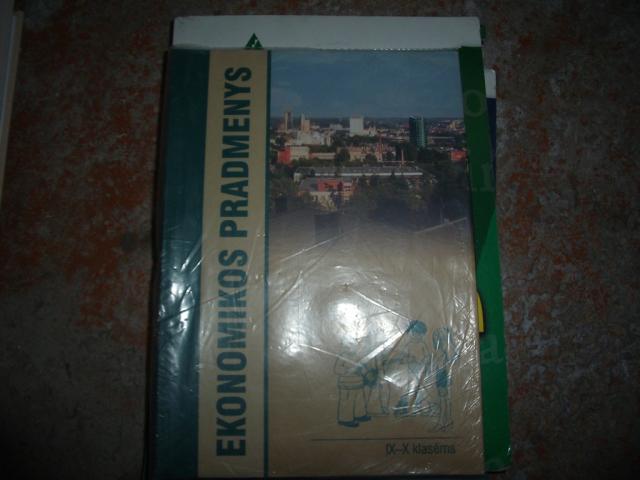 EKONOMIKOS PRADMENYS
IX–X klasėms